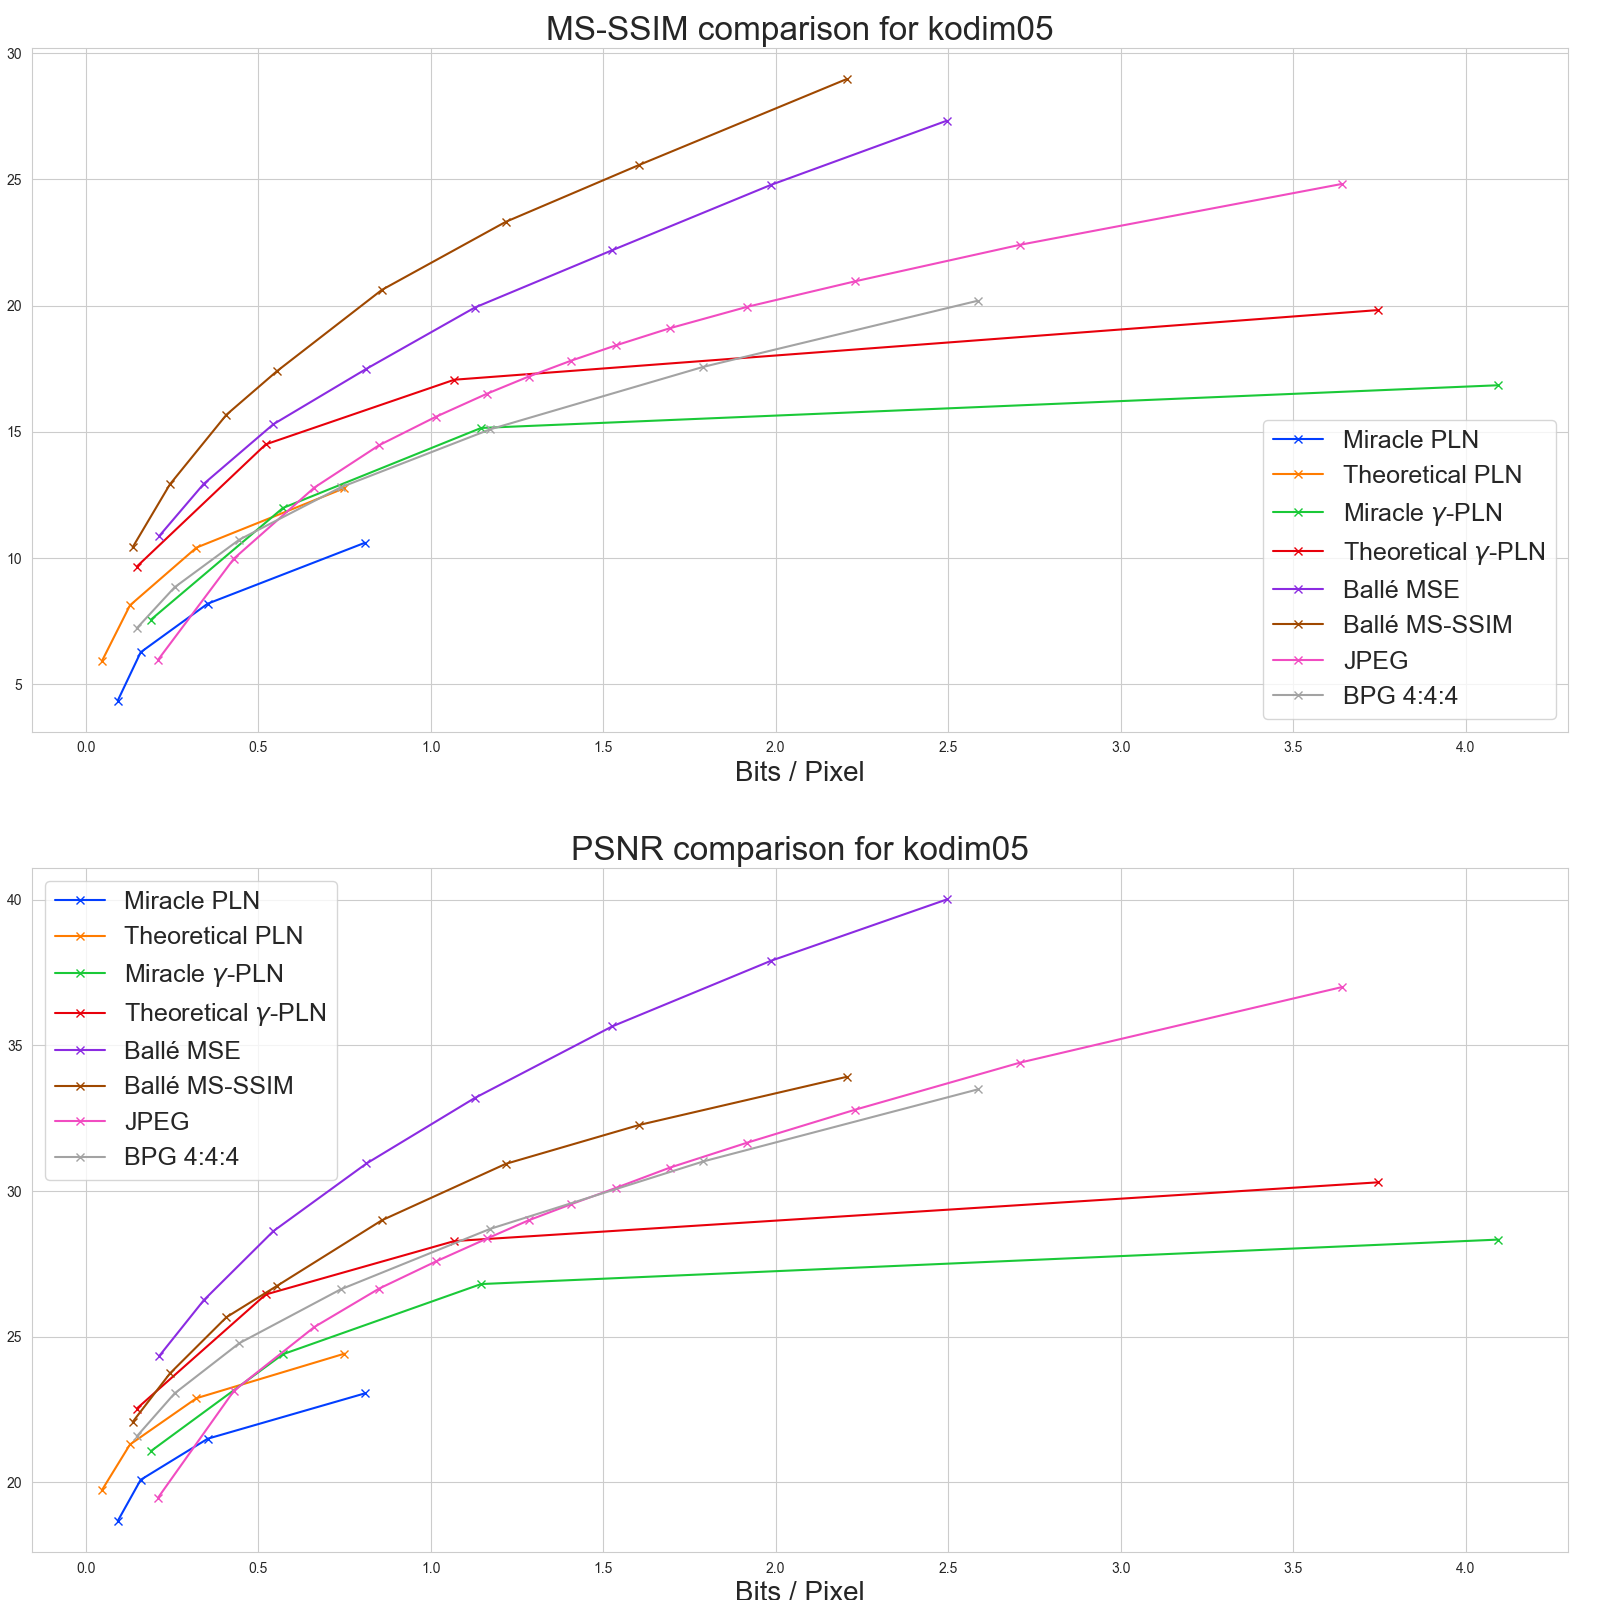 MS-SSIM comparison for kodim05
30
25
20
15
10
5
Miracle PLN
Theoretical PLN
Miracle γ-PLN
Theoretical γ-PLN
Ballé MSE
Ballé MS-SSIM
JPEG
BPG 4:4:4
0.0 0.5 1.0 1.5 2.0 2.5 3.0 3.5 4.0
Bits / Pixel
PSNR comparison for kodim05
40
35
30
25
20
Miracle PLN
Theoretical PLN
Miracle γ-PLN
Theoretical γ-PLN
Ballé MSE
Ballé MS-SSIM
JPEG
BPG 4:4:4
0.0 0.5 1.0 1.5 2.0 2.5 3.0 3.5 4.0
Bits / Pixel